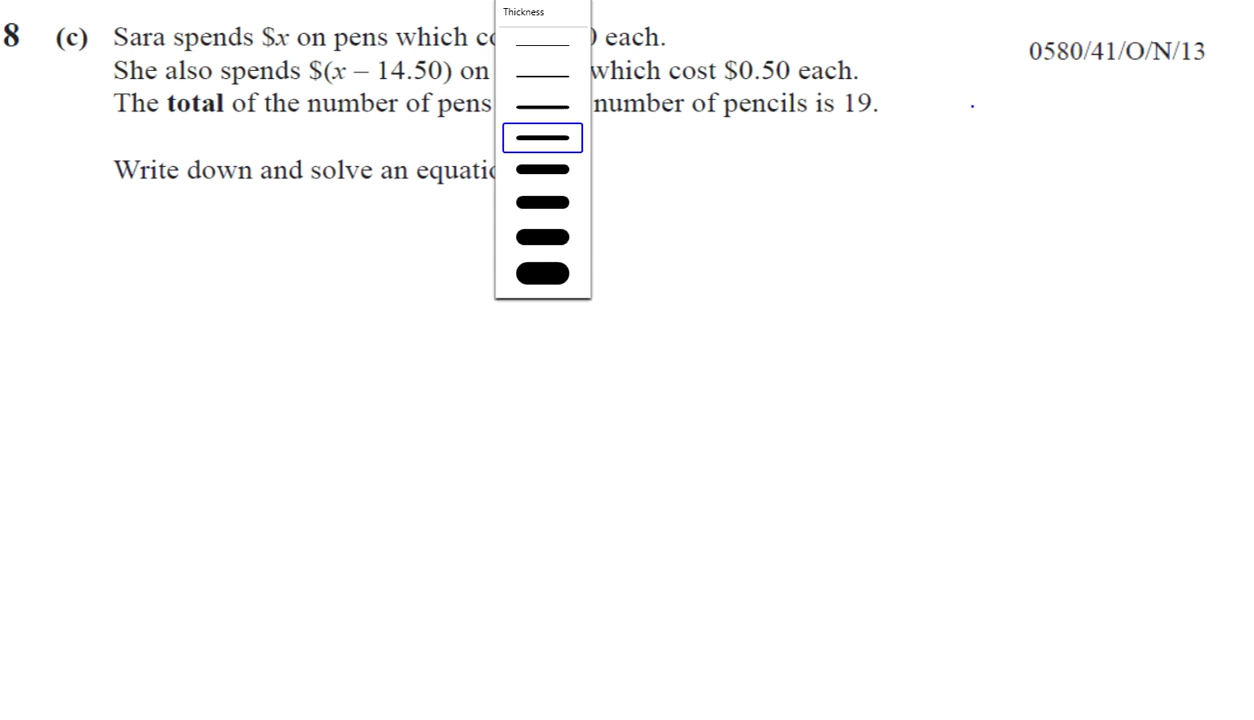 Thickness
8 (c) Sara spends $x on pens which c ) each.
0580/41/O/N/13
She also spends $(x – 14.50) on which cost $0.50 each.
The total of the number of pens number of pencils is 19.
Write down and solve an equati